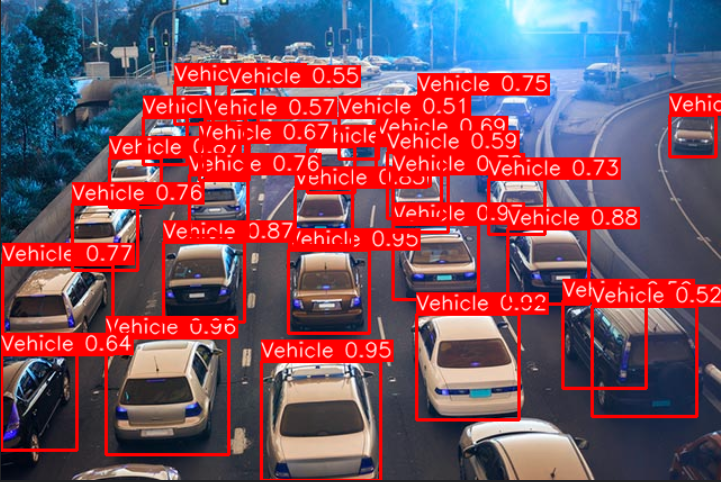 Vehicle 0.55
Vehicle 0.75
Vehicle 0.57
Vehicle 0.51
Vehicle 0.67
Vehicle 0.69
Vehicle 0.59
Vehicle 0.76
Vehicle
0.73
Vehicle 0.76
Vehicle 0.88
Vehicle 0.87
Vehicle 0.95
Vehicle 0.77
Vehicle 0.92
Vehicle 0.52
Vehicle 0.96
Vehicle 0.64
Vehicle 0.95